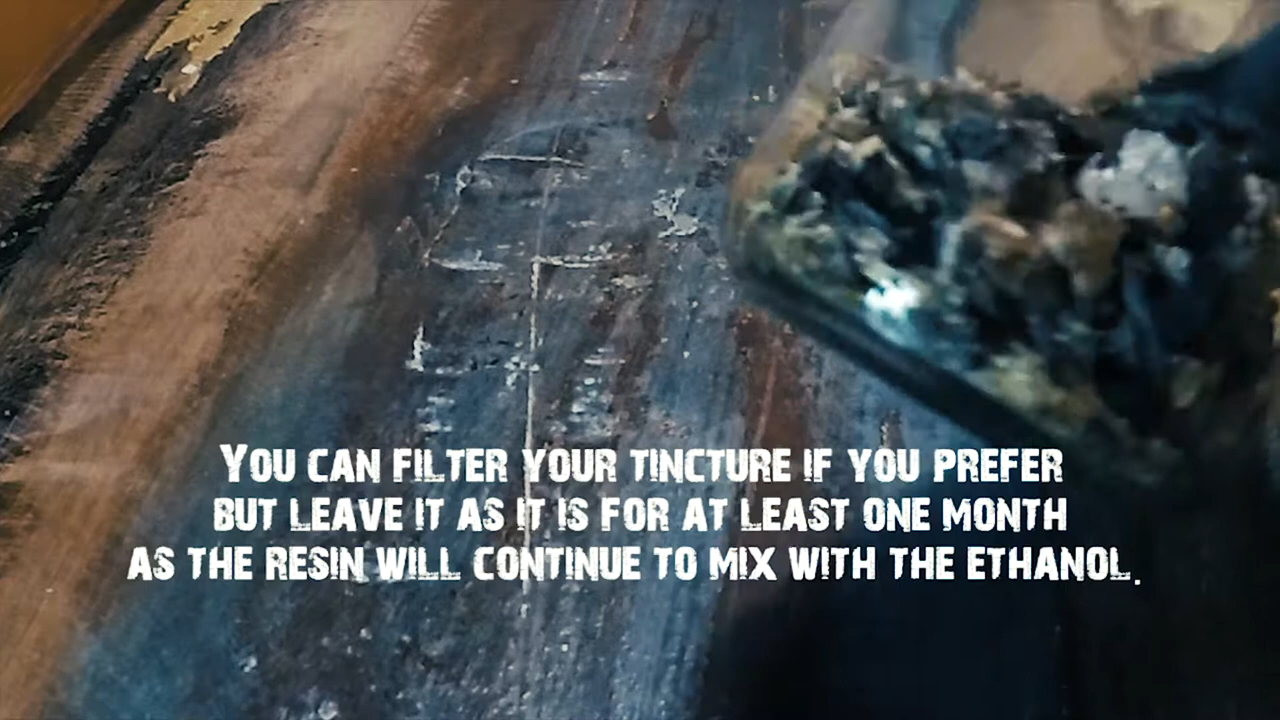 You can filter your tincture if you prefer
but leave it as it is for at least one month
as the resin will continue to mix with the ethanol.